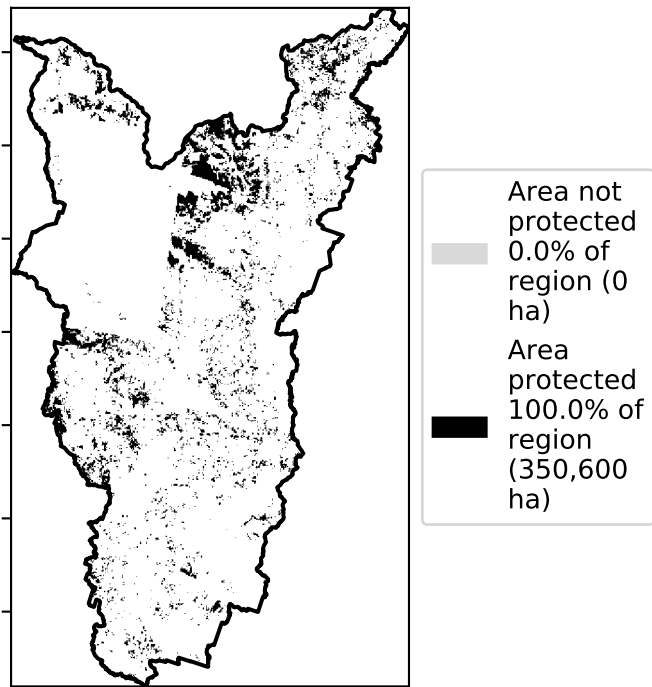 Area not
protected
0.0% of
region (0
ha)
Area
protected
100.0% of
region
(350,600
ha)